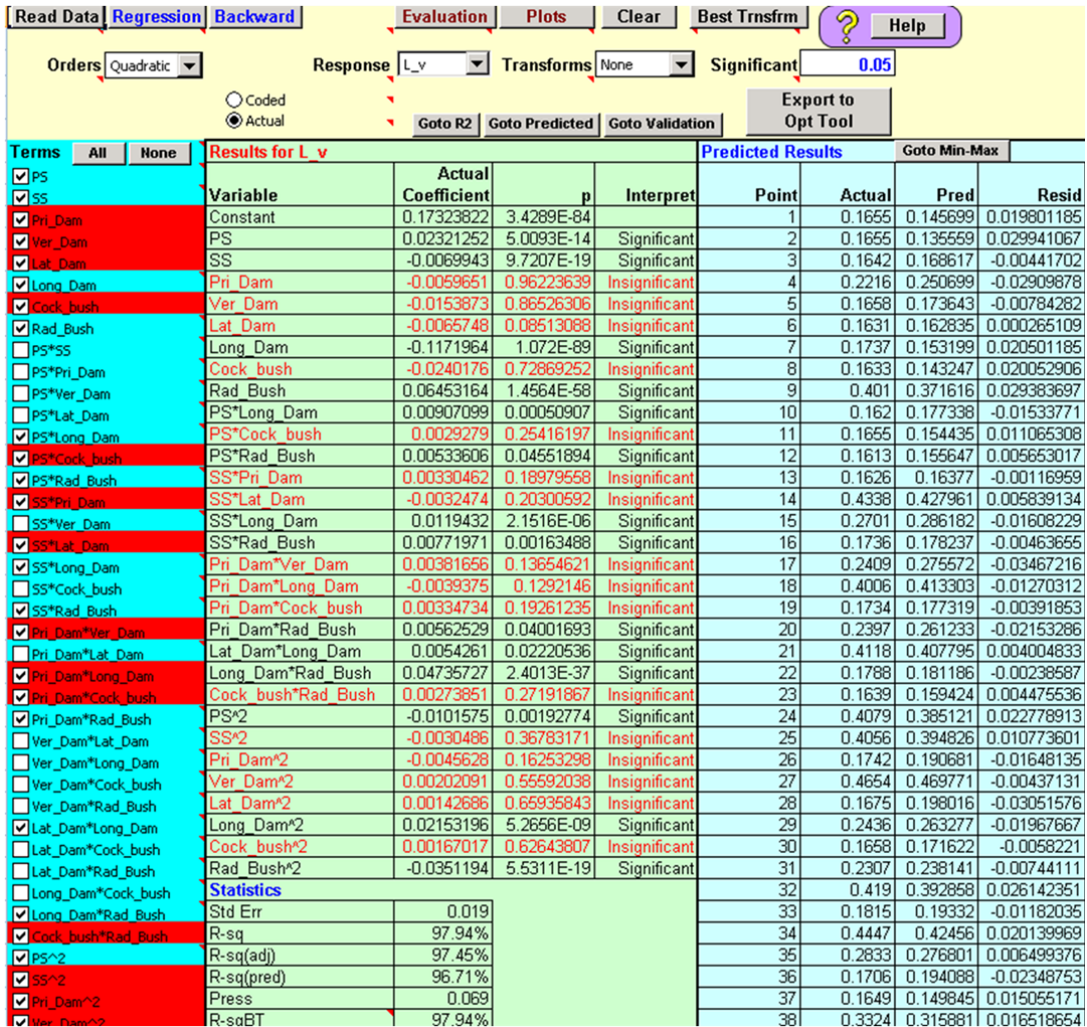 Read Data Regression Backward Evaluation Plots Clear Best Trnsfrm ? Help
Orders Quadratic Response L_v Transforms None Significant 0.05
Coded
Actual Goto R2 Goto Predicted Goto Validation Export to Opt Tool
Terms All None Results for L_v Predicted Results Goto Min-Max
PS
SS Variable Actual Coefficient p Interpret Point Actual Pred Resid
Pri_Dam Constant 0.17323822 3.4289E-84 1 0.1655 0.145699 0.019801185
Ver_Dam PS 0.02321252 5.0093E-14 Significant 2 0.1655 0.135559 0.029941067
Lat_Dam SS -0.0069943 9.7207E-19 Significant 3 0.1642 0.168617 -0.00441702
Long_Dam Pri_Dam -0.0059651 0.96223639 Insignificant 4 0.2216 0.250699 -0.02909878
Cock_bush Ver_Dam -0.0153873 0.86526306 Insignificant 5 0.1658 0.173643 -0.00784282
Rad_Bush Lat_Dam -0.0065748 0.08513088 Insignificant 6 0.1631 0.162835 0.000265109
PS*SS Long_Dam -0.1171964 1.072E-89 Significant 7 0.1737 0.153199 0.020501185
PS*Pri_Dam Cock_bush -0.0240176 0.72869252 Insignificant 8 0.1633 0.143247 0.020052906
PS*Ver_Dam Rad_Bush 0.06453164 1.4564E-58 Significant 9 0.401 0.371616 0.029383697
PS*Lat_Dam PS*Long_Dam 0.00907099 0.00050907 Significant 10 0.162 0.177338 -0.01533771
PS*Long_Dam PS*Cock_bush 0.0029279 0.25416197 Insignificant 11 0.1655 0.154435 0.011065308
PS*Cock_bush PS*Rad_Bush 0.00533606 0.04551894 Significant 12 0.1613 0.155647 0.005653017
PS*Rad_Bush SS*Pri_Dam 0.00330462 0.18979558 Insignificant 13 0.1626 0.16377 -0.00116959
SS*Pri_Dam SS*Lat_Dam -0.0032474 0.20300592 Insignificant 14 0.4338 0.427961 0.005839134
SS*Ver_Dam SS*Long_Dam 0.0119432 2.1516E-06 Significant 15 0.2701 0.286182 -0.01608229
SS*Lat_Dam SS*Rad_Bush 0.00771971 0.00163488 Significant 16 0.1736 0.178237 -0.00463655
SS*Long_Dam Pri_Dam*Ver_Dam 0.00381656 0.13654621 Insignificant 17 0.2409 0.275572 -0.03467216
SS*Cock_bush Pri_Dam*Long_Dam -0.0039375 0.1292146 Insignificant 18 0.4006 0.413303 -0.01270312
SS*Rad_Bush Pri_Dam*Cock_bush 0.00334734 0.19261235 Insignificant 19 0.1734 0.177319 -0.00391853
Pri_Dam*Ver_Dam Pri_Dam*Rad_Bush 0.00562529 0.04001693 Significant 20 0.2397 0.261233 -0.02153286
Pri_Dam*Lat_Dam Lat_Dam*Long_Dam 0.0054261 0.02220536 Significant 21 0.4118 0.407795 0.004004833
Pri_Dam*Long_Dam Long_Dam*Rad_Bush 0.04735727 2.4013E-37 Significant 22 0.1788 0.181186 -0.00238587
Pri_Dam*Cock_bush Cock_bush*Rad_Bush 0.00273851 0.27191867 Insignificant 23 0.1639 0.159424 0.004475536
Pri_Dam*Rad_Bush PS^2 -0.0101575 0.00192774 Significant 24 0.4079 0.385121 0.022778913
Ver_Dam*Lat_Dam SS^2 -0.0030486 0.36783171 Insignificant 25 0.4056 0.394826 0.010773601
Ver_Dam*Long_Dam Pri_Dam^2 -0.0045628 0.16253298 Insignificant 26 0.1742 0.190681 -0.01648135
Ver_Dam*Cock_bush Ver_Dam^2 0.00202091 0.55592038 Insignificant 27 0.4654 0.469771 -0.00437131
Ver_Dam*Rad_Bush Lat_Dam^2 0.00142686 0.65935843 Insignificant 28 0.1675 0.198016 -0.03051576
Lat_Dam*Long_Dam Long_Dam^2 0.02153196 5.2656E-09 Significant 29 0.2436 0.263277 -0.01967667
Lat_Dam*Cock_bush Cock_bush^2 0.00167017 0.62643807 Insignificant 30 0.1658 0.171622 -0.0058221
Lat_Dam*Rad_Bush Rad_Bush^2 -0.0351194 5.5311E-19 Significant 31 0.2307 0.238141 -0.00744111
Long_Dam*Cock_bush Statistics 32 0.419 0.392858 0.026142351
Long_Dam*Rad_Bush Std Err 0.019 33 0.1815 0.19332 -0.01182035
Cock_bush*Rad_Bush R-sq 97.94% 34 0.4447 0.42456 0.020139969
PS^2 R-sq(adj) 97.45% 35 0.2833 0.276801 0.006499376
SS^2 R-sq(pred) 96.71% 36 0.1706 0.194088 -0.02348753
Pri_Dam^2 Press 0.069 37 0.1649 0.149845 0.015055171
Ver_Dam^2 R-sqBT 97.94% 38 0.3324 0.315881 0.016518654